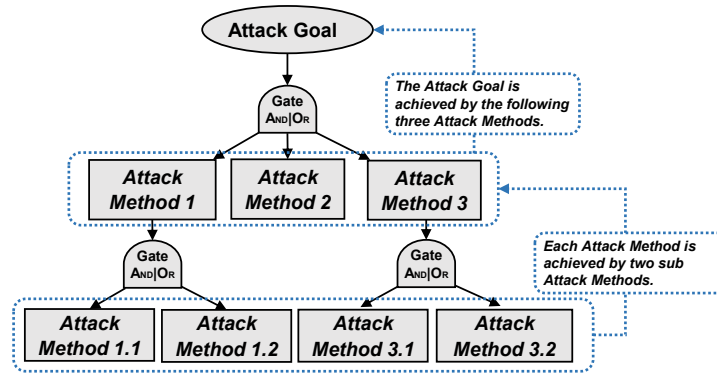 Attack Goal
The Attack Goal is
achieved by the following
three Attack Methods.
Gate
AND|OR
Attack
Method 1
Attack
Method 2
Attack
Method 3
Each Attack Method is
achieved by two sub
Attack Methods.
Gate
AND|OR
Gate
AND|OR
Attack
Method 1.1
Attack
Method 1.2
Attack
Method 3.1
Attack
Method 3.2